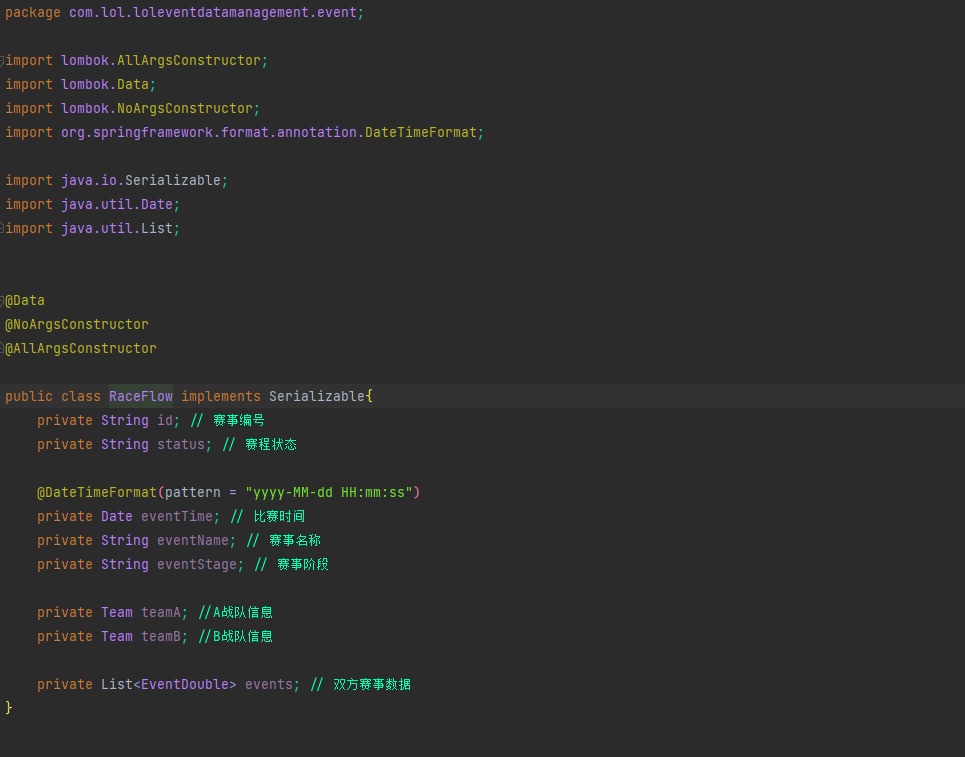 package com.lol.loleventdatamanagement.event;
import lombok.AllArgsConstructor;
import lombok.Data;
import lombok.NoArgsConstructor;
import org.springframework.format.annotation.DateTimeFormat;
import java.io.Serializable;
import java.util.Date;
import java.util.List;
@Data
@NoArgsConstructor
@AllArgsConstructor
public class RaceFlow implements Serializable{
    private String id; // 赛事编号
    private String status; // 赛程状态
    @DateTimeFormat(pattern = "yyyy-MM-dd HH:mm:ss")
    private Date eventTime; // 比赛时间
    private String eventName; // 赛事名称
    private String eventStage; // 赛事阶段
    private Team teamA; //A战队信息
    private Team teamB; //B战队信息
    private List<EventDouble> events; // 双方赛事数据
}